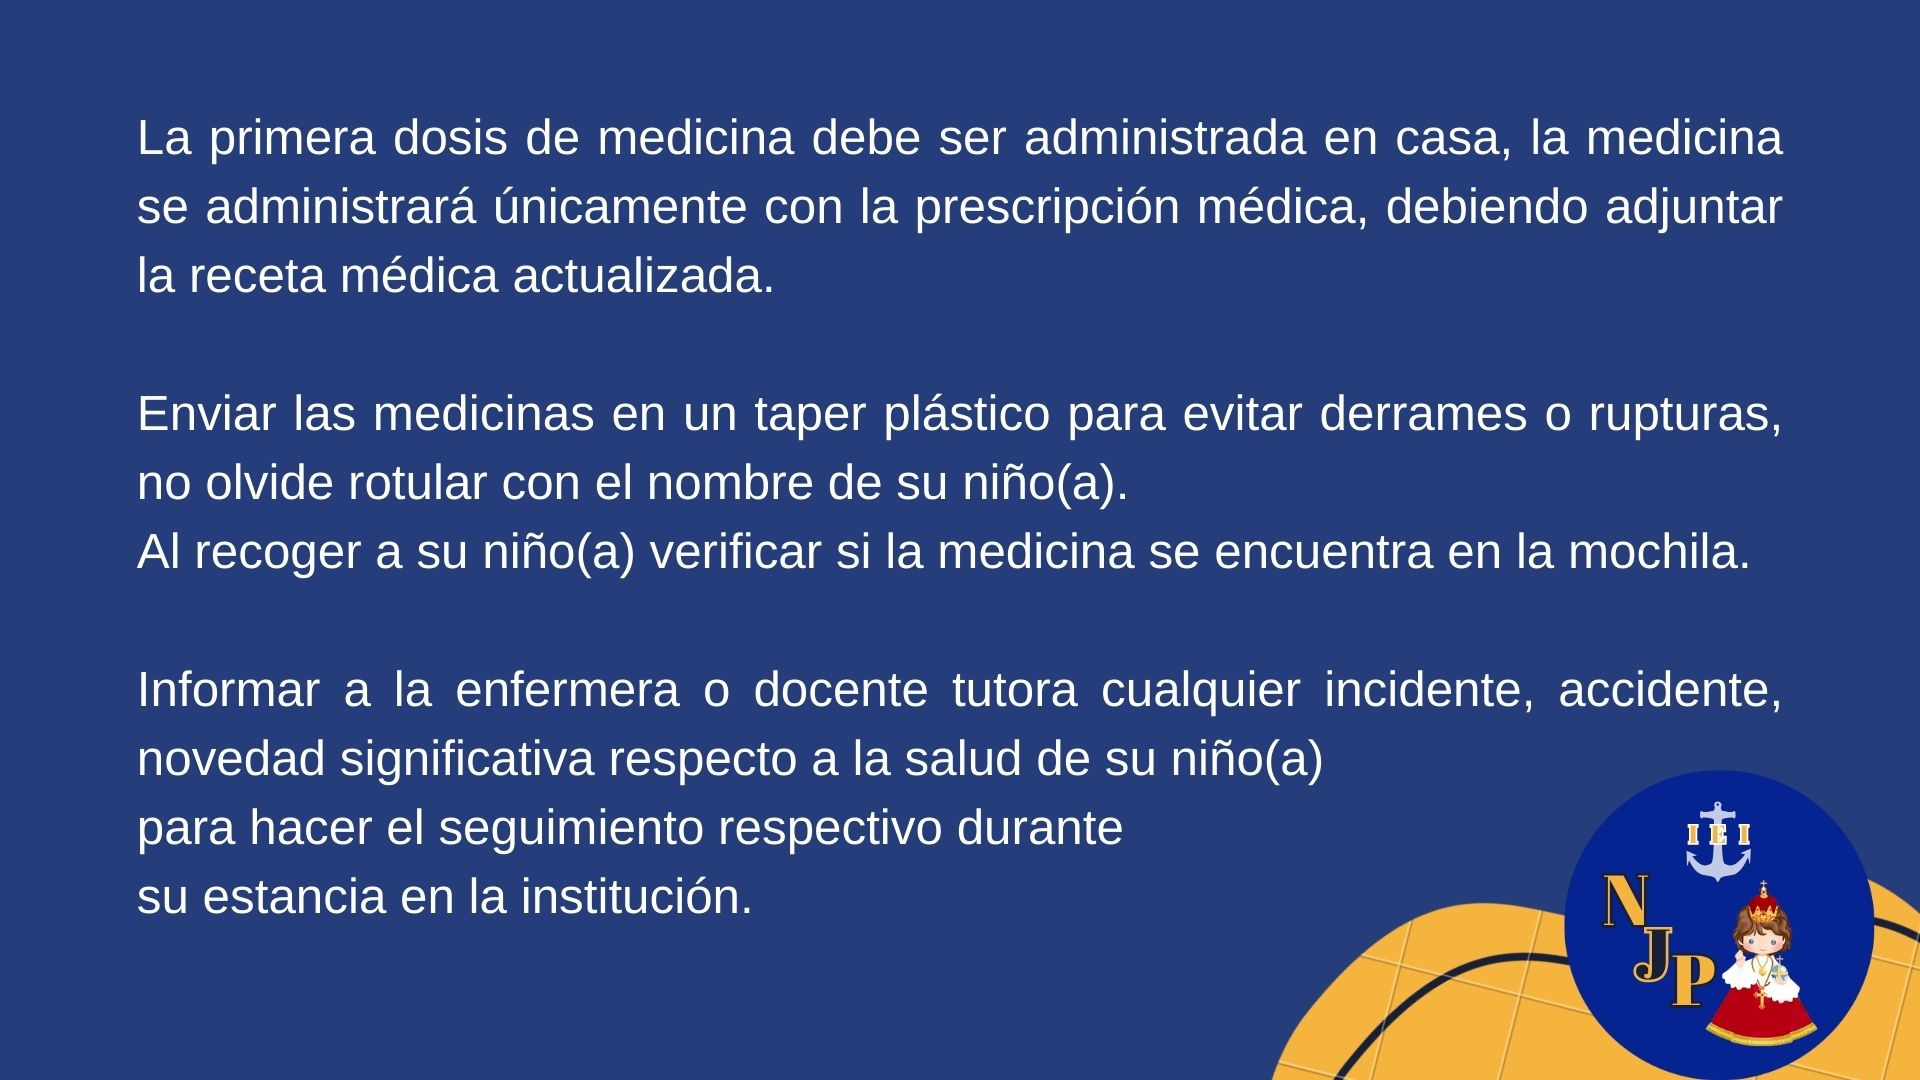 La primera dosis de medicina debe ser administrada en casa, la medicina
se administrará únicamente con la prescripción médica, debiendo adjuntar
la receta médica actualizada.
Enviar las medicinas en un taper plástico para evitar derrames o rupturas,
no olvide rotular con el nombre de su niño(a).
Al recoger a su niño(a) verificar si la medicina se encuentra en la mochila.
Informar a la enfermera o docente tutora cualquier incidente, accidente,
novedad significativa respecto a la salud de su niño(a)
para hacer el seguimiento respectivo durante
su estancia en la institución.
I E I
N
J
P